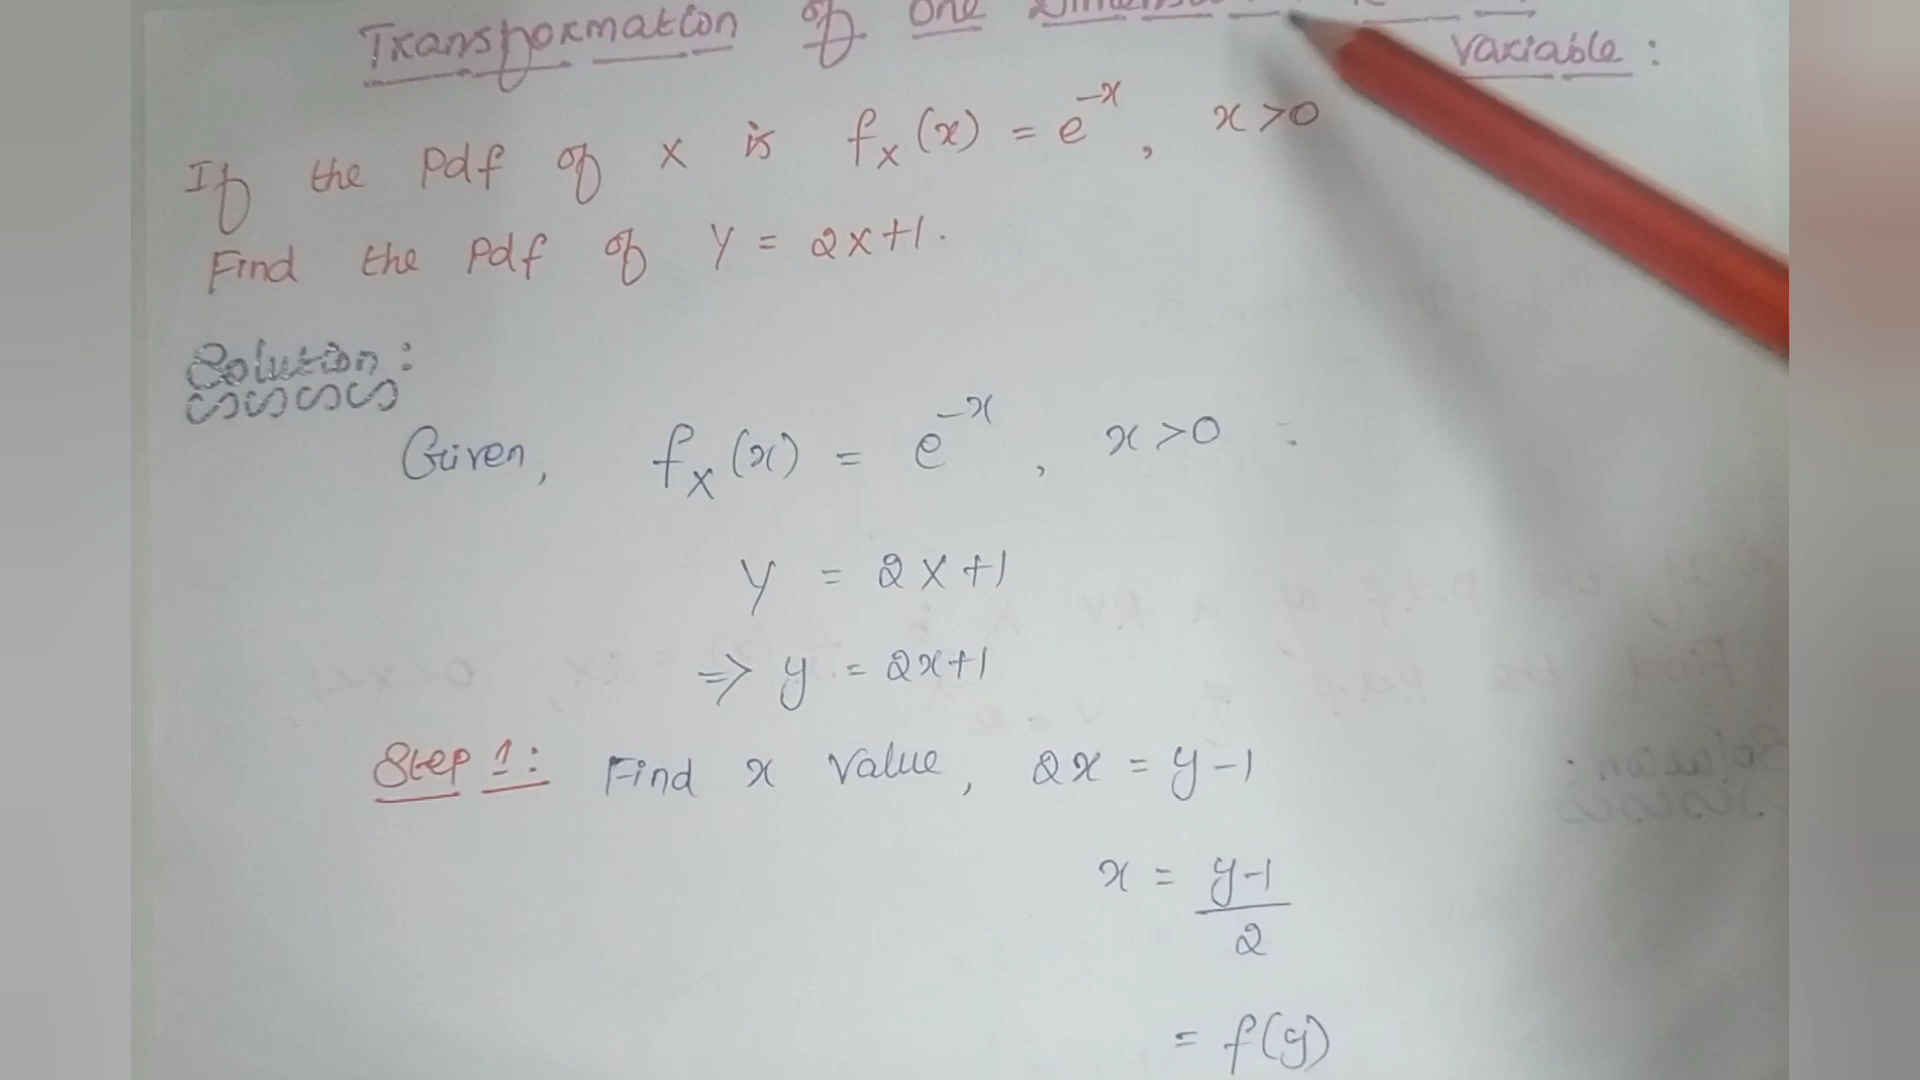 Transformation of One
Variable :
If the Pdf of X is fx(x) = e^-x, x>0
Find the Pdf of Y = 2X+1.
Solution:
Given, fx(x) = e^-x, x>0
Y = 2X+1
⇒ y = 2x+1
Step 1: Find x value, 2x = y-1
x = y-1
2
= f(y)